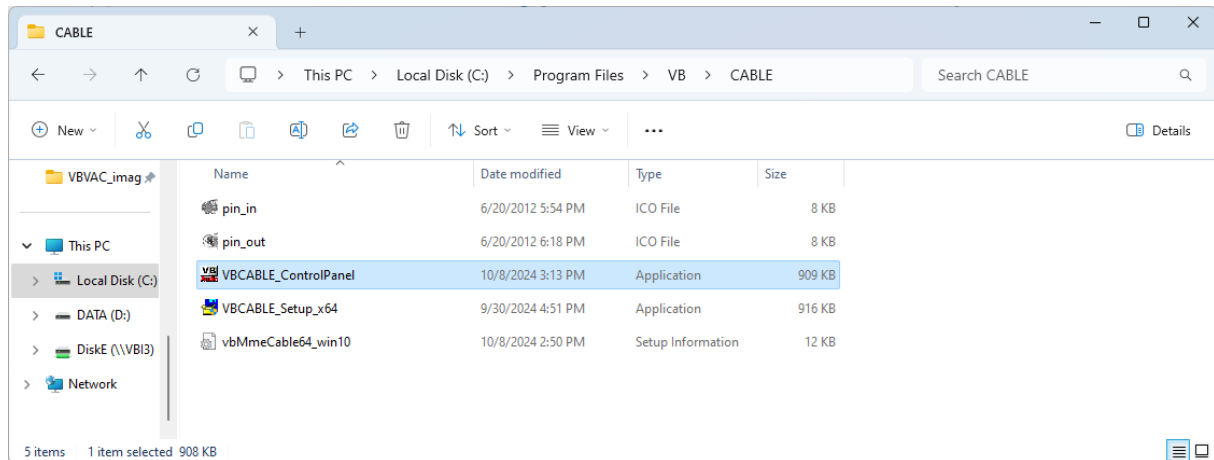 CABLE
This PC > Local Disk (C:) > Program Files > VB > CABLE
Search CABLE
New Sort View ... Details
VBVAC_imag
This PC
Local Disk (C:)
DATA (D:)
DiskE (\\VBI3)
Network
Name Date modified Type Size
pin_in 6/20/2012 5:54 PM ICO File 8 KB
pin_out 6/20/2012 6:18 PM ICO File 8 KB
VBCABLE_ControlPanel 10/8/2024 3:13 PM Application 909 KB
VBCABLE_Setup_x64 9/30/2024 4:51 PM Application 916 KB
vbMmeCable64_win10 10/8/2024 2:50 PM Setup Information 12 KB
5 items 1 item selected 908 KB